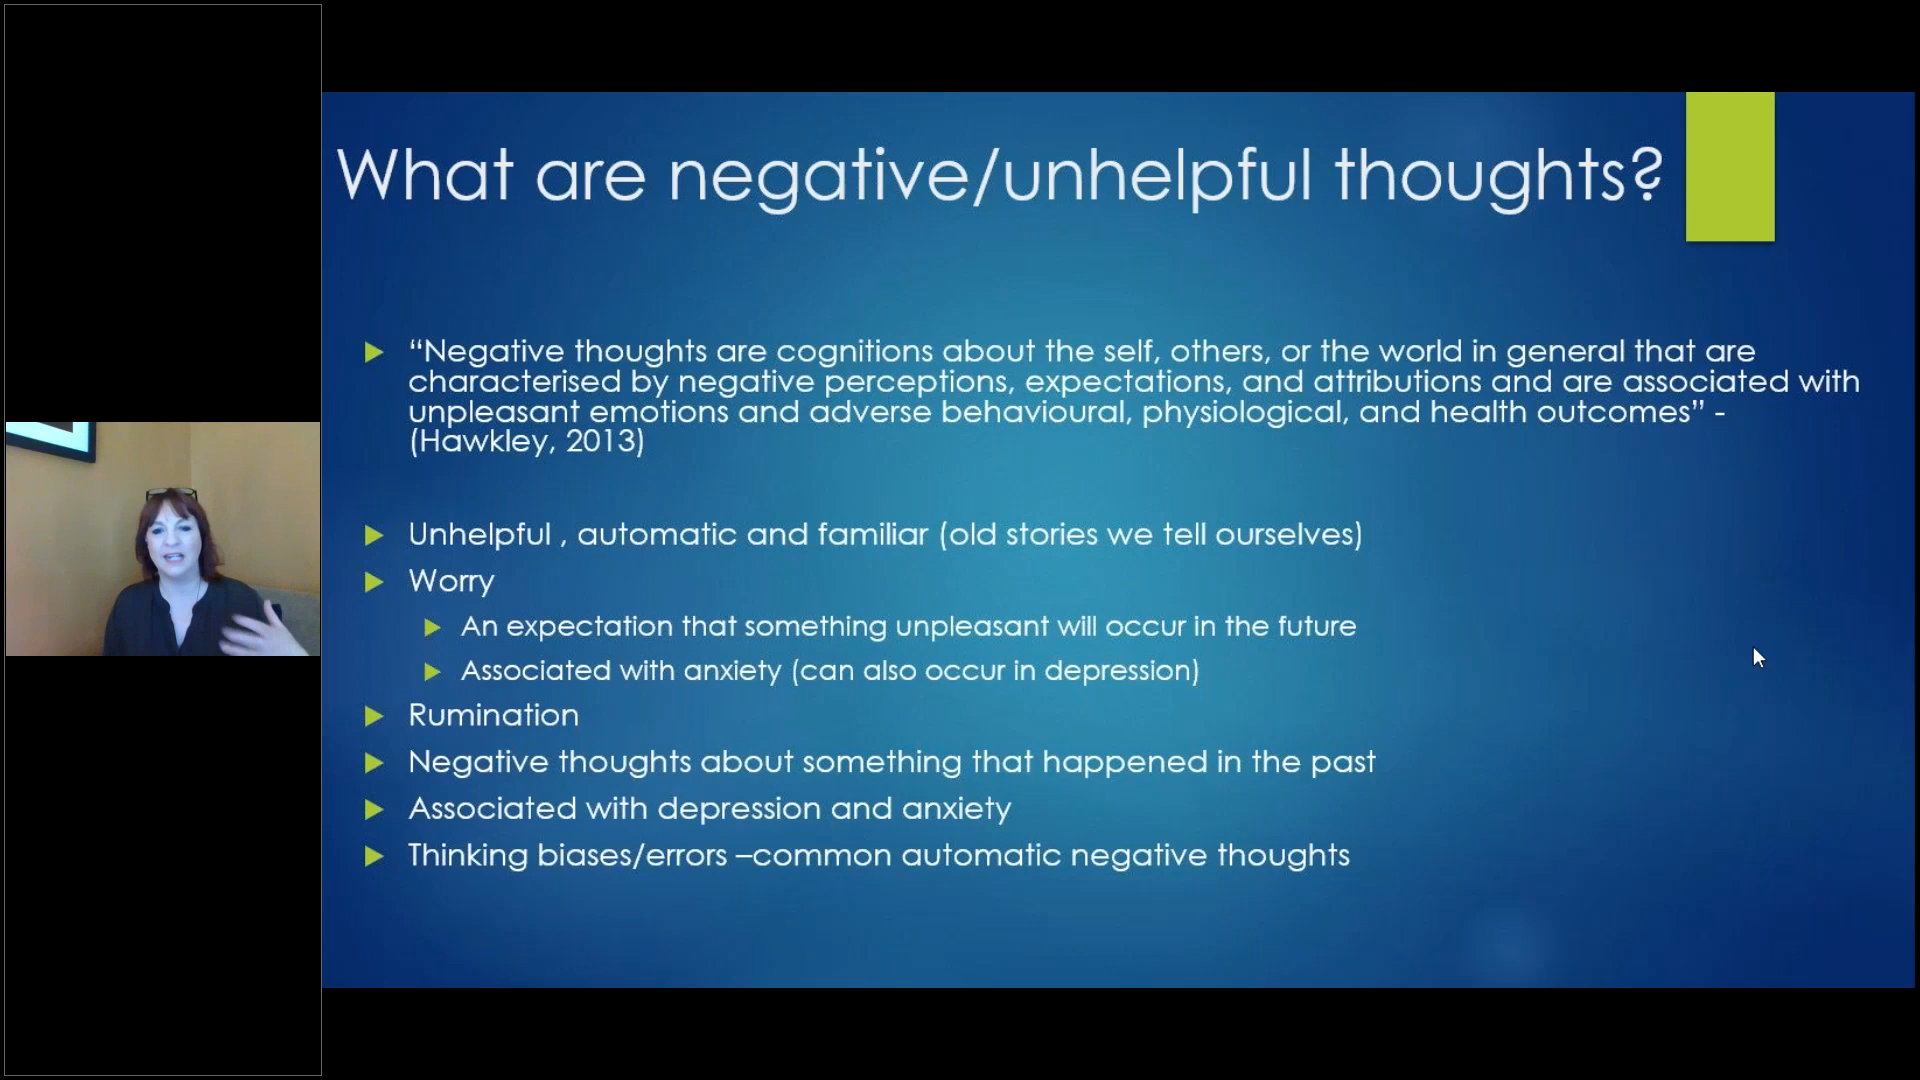 What are negative/unhelpful thoughts?
“Negative thoughts are cognitions about the self, others, or the world in general that are
characterised by negative perceptions, expectations, and attributions and are associated with
unpleasant emotions and adverse behavioural, physiological, and health outcomes” -
(Hawkley, 2013)
Unhelpful , automatic and familiar (old stories we tell ourselves)
Worry
An expectation that something unpleasant will occur in the future
Associated with anxiety (can also occur in depression)
Rumination
Negative thoughts about something that happened in the past
Associated with depression and anxiety
Thinking biases/errors –common automatic negative thoughts